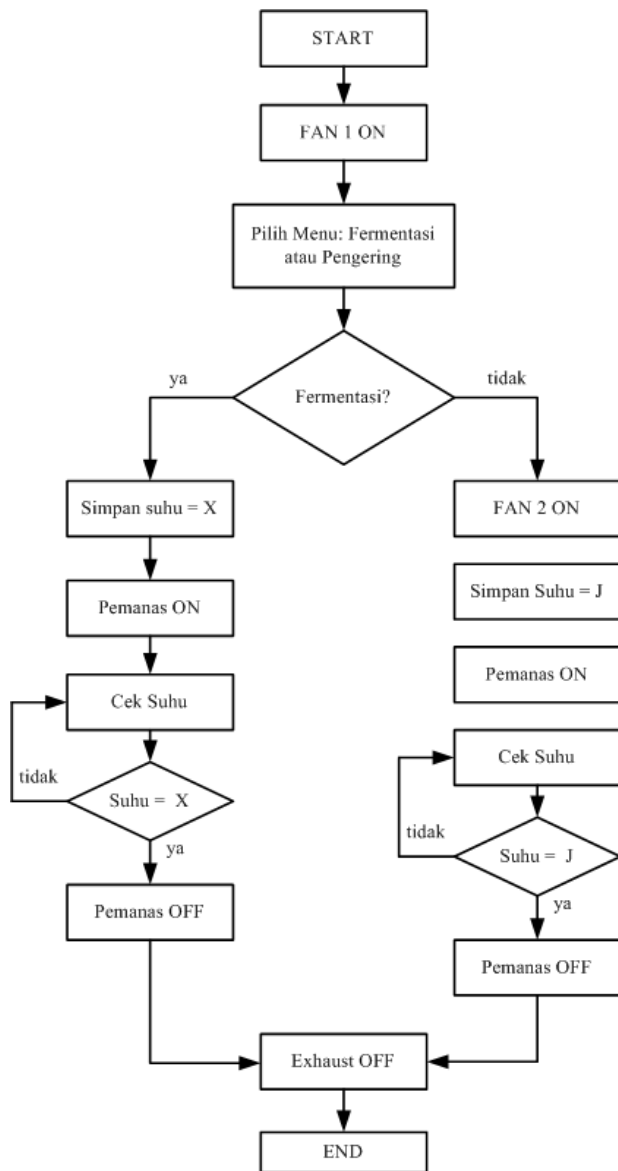 START
FAN 1 ON
Pilih Menu: Fermentasi
atau Pengering
Fermentasi?
ya
tidak
Simpan suhu = X
Pemanas ON
Cek Suhu
tidak
Suhu = X
ya
Pemanas OFF
FAN 2 ON
Simpan Suhu = J
Pemanas ON
Cek Suhu
tidak
Suhu = J
ya
Pemanas OFF
Exhaust OFF
END